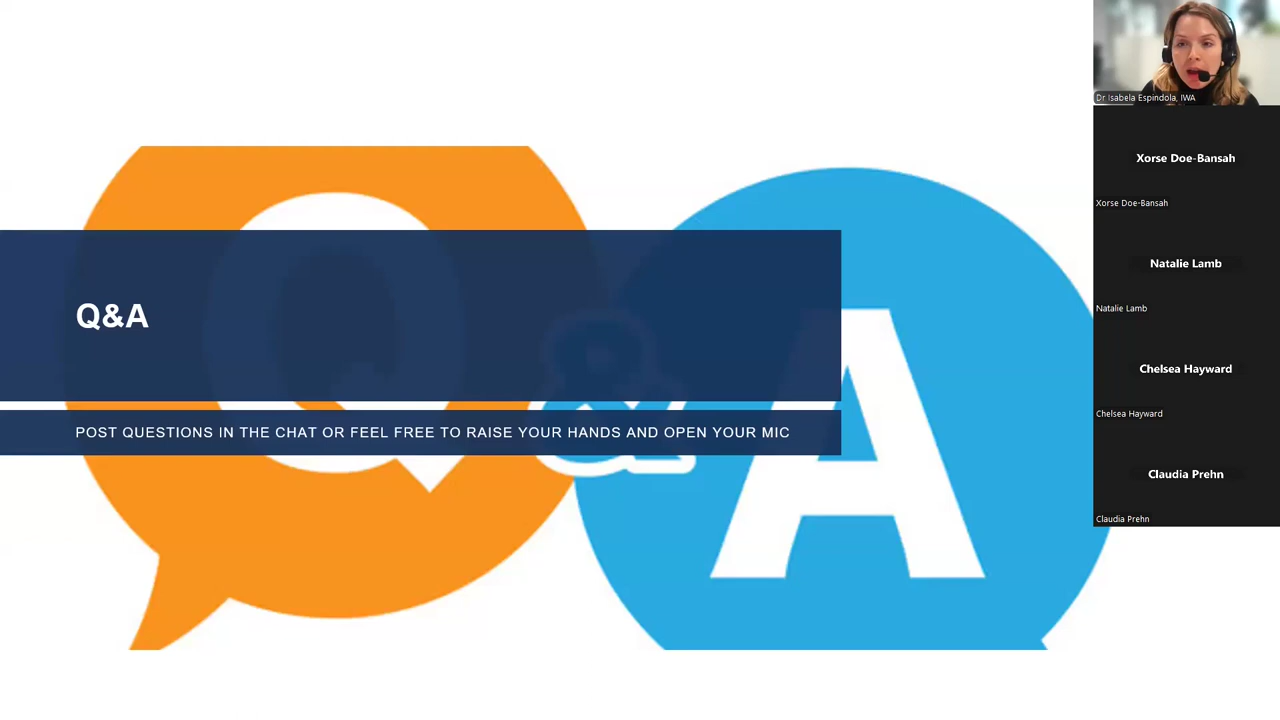 Q&A
POST QUESTIONS IN THE CHAT OR FEEL FREE TO RAISE YOUR HANDS AND OPEN YOUR MIC
Q & A
Dr Isabela Espindola, IWA
Xorse Doe-Bansah
Xorse Doe-Bansah
Natalie Lamb
Natalie Lamb
Chelsea Hayward
Chelsea Hayward
Claudia Prehn
Claudia Prehn